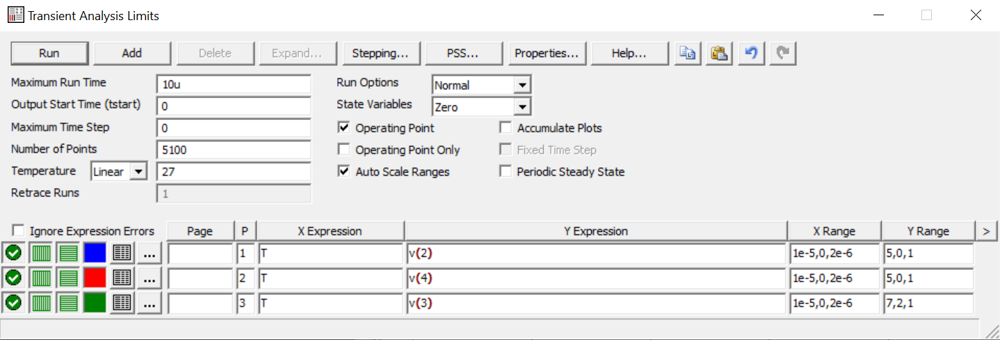 Transient Analysis Limits
Run Add Delete Expand... Stepping... PSS... Properties... Help...
Maximum Run Time 10u Run Options Normal
Output Start Time (tstart) 0 State Variables Zero
Maximum Time Step 0 Operating Point Accumulate Plots
Number of Points 5100 Operating Point Only Fixed Time Step
Temperature Linear 27 Auto Scale Ranges Periodic Steady State
Retrace Runs 1
Ignore Expression Errors Page P X Expression Y Expression X Range Y Range >
... 1 T v(2) 1e-5,0,2e-6 5,0,1
... 2 T v(4) 1e-5,0,2e-6 5,0,1
... 3 T v(3) 1e-5,0,2e-6 7,2,1